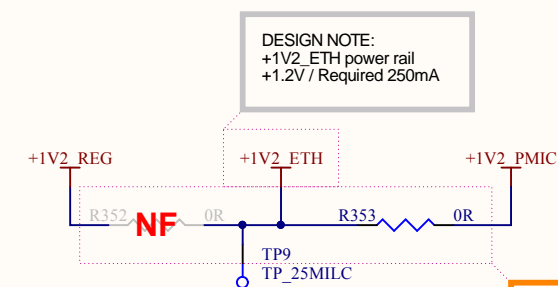 DESIGN NOTE:
+1V2_ETH power rail
+1.2V / Required 250mA
+1V2_REG
+1V2_ETH
+1V2_PMIC
R352 NF 0R
R353 0R
TP9
TP_25MILC